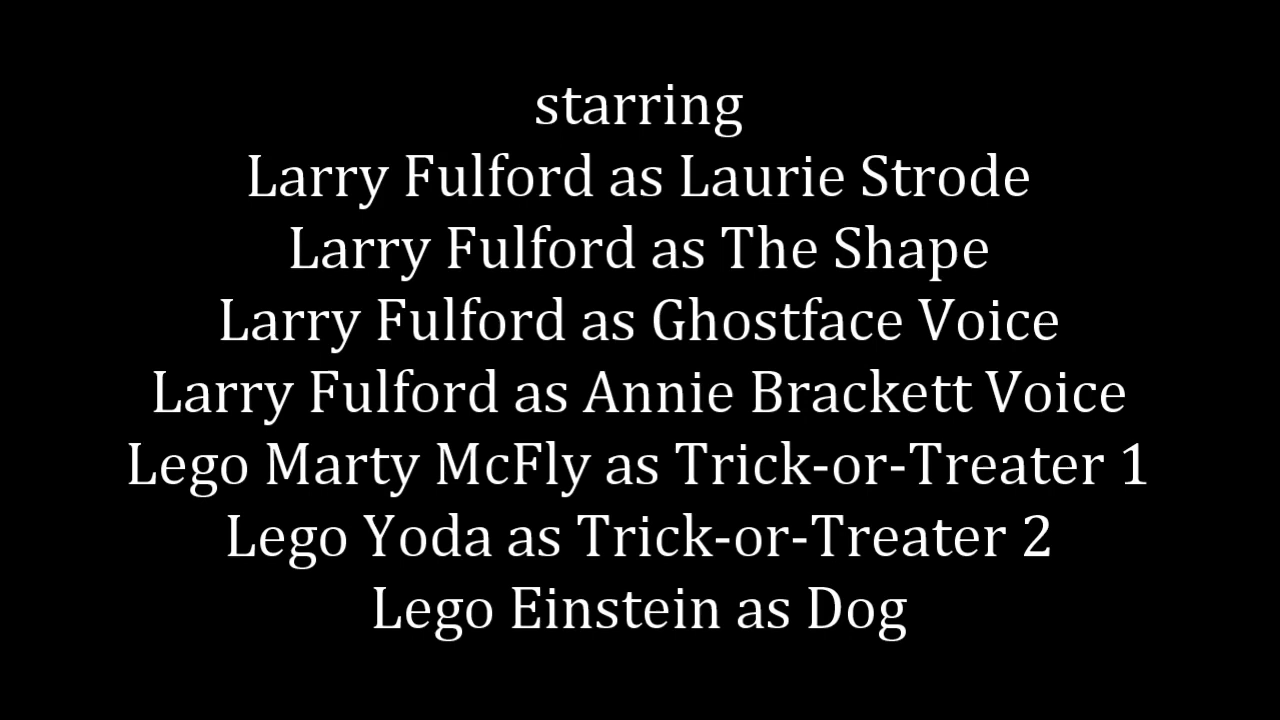 starring
Larry Fulford as Laurie Strode
Larry Fulford as The Shape
Larry Fulford as Ghostface Voice
Larry Fulford as Annie Brackett Voice
Lego Marty McFly as Trick-or-Treater 1
Lego Yoda as Trick-or-Treater 2
Lego Einstein as Dog